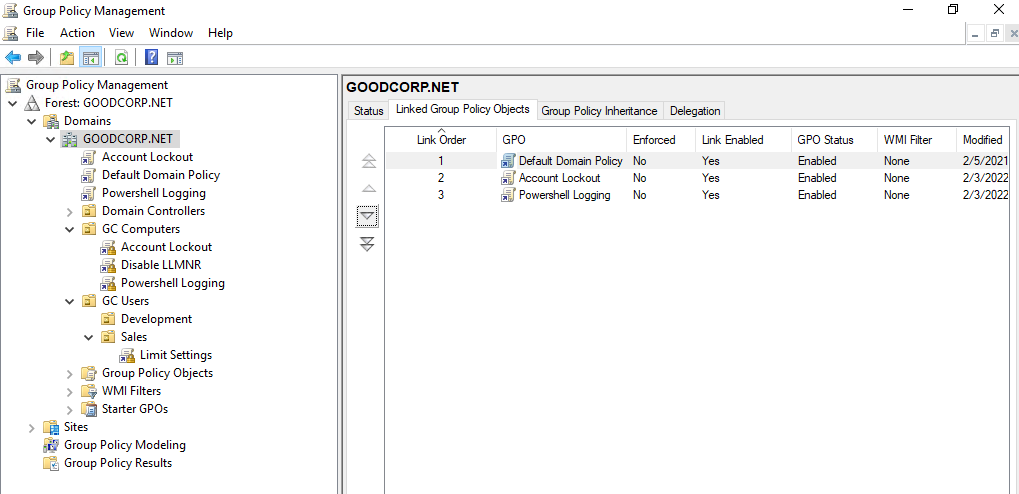 Group Policy Management
File Action View Window Help
Group Policy Management
Forest: GOODCORP.NET
Domains
GOODCORP.NET
Account Lockout
Default Domain Policy
Powershell Logging
Domain Controllers
GC Computers
Account Lockout
Disable LLMNR
Powershell Logging
GC Users
Development
Sales
Limit Settings
Group Policy Objects
WMI Filters
Starter GPOs
Sites
Group Policy Modeling
Group Policy Results
GOODCORP.NET
Status Linked Group Policy Objects Group Policy Inheritance Delegation
Link Order GPO Enforced Link Enabled GPO Status WMI Filter Modified
1 Default Domain Policy No Yes Enabled None 2/5/2021
2 Account Lockout No Yes Enabled None 2/3/2022
3 Powershell Logging No Yes Enabled None 2/3/2022